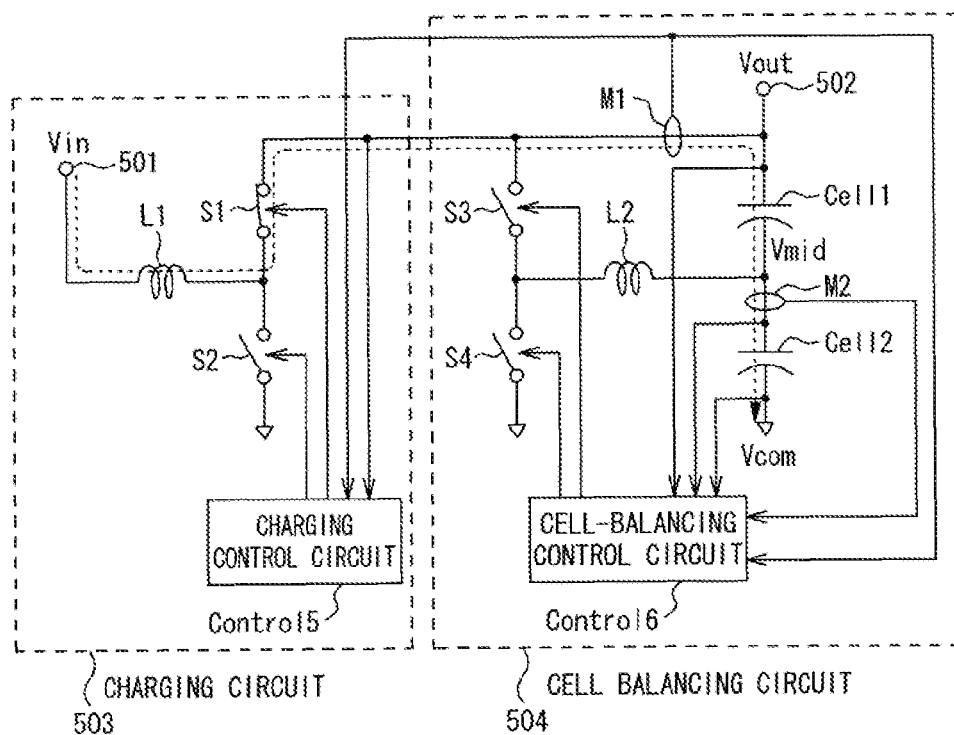 Vout
502
M1
Vin
501
S1
L1
S3
L2
Cell1
Vmid
M2
S2
S4
Cell2
Vcom
CHARGING
CONTROL CIRCUIT
CELL-BALANCING
CONTROL CIRCUIT
Control5
Control6
CHARGING CIRCUIT
503
CELL BALANCING CIRCUIT
504